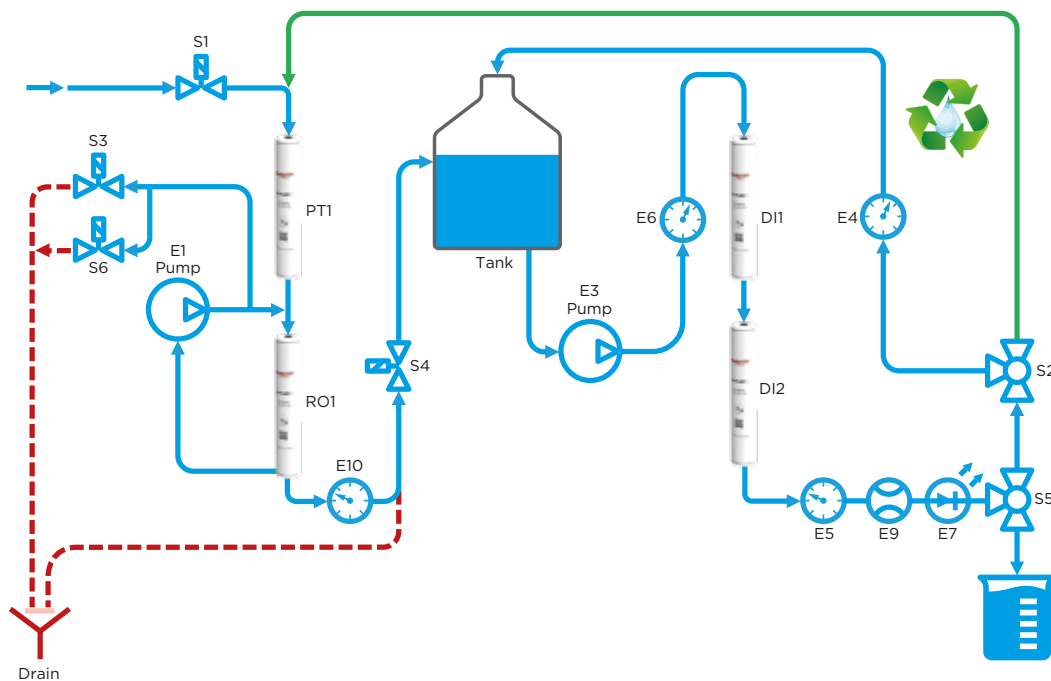 S1
S3
PT1
S6
E1
Pump
Tank
E6
DI1
E4
E3
Pump
S4
S2
RO1
DI2
E10
S5
E5
E9
E7
Drain